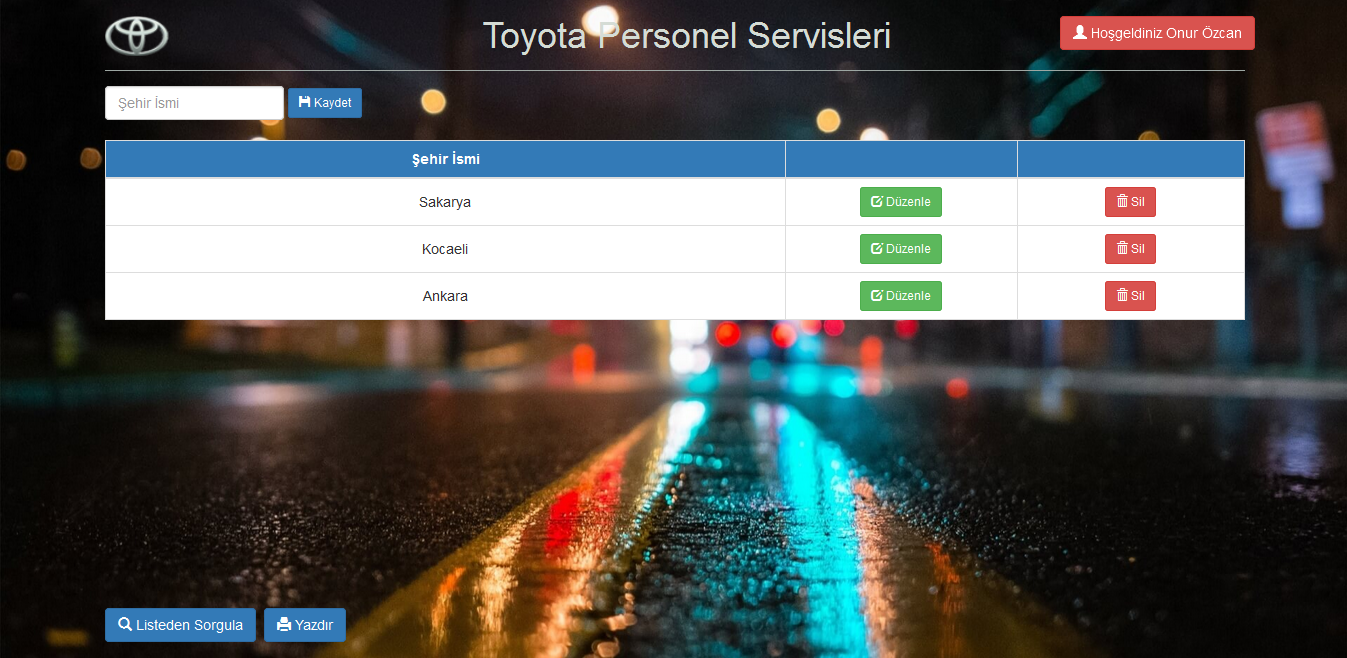 Toyota Personel Servisleri
Hoşgeldiniz Onur Özcan
Şehir İsmi
Kaydet
Şehir İsmi
Sakarya Düzenle Sil
Kocaeli Düzenle Sil
Ankara Düzenle Sil
Listeden Sorgula Yazdır